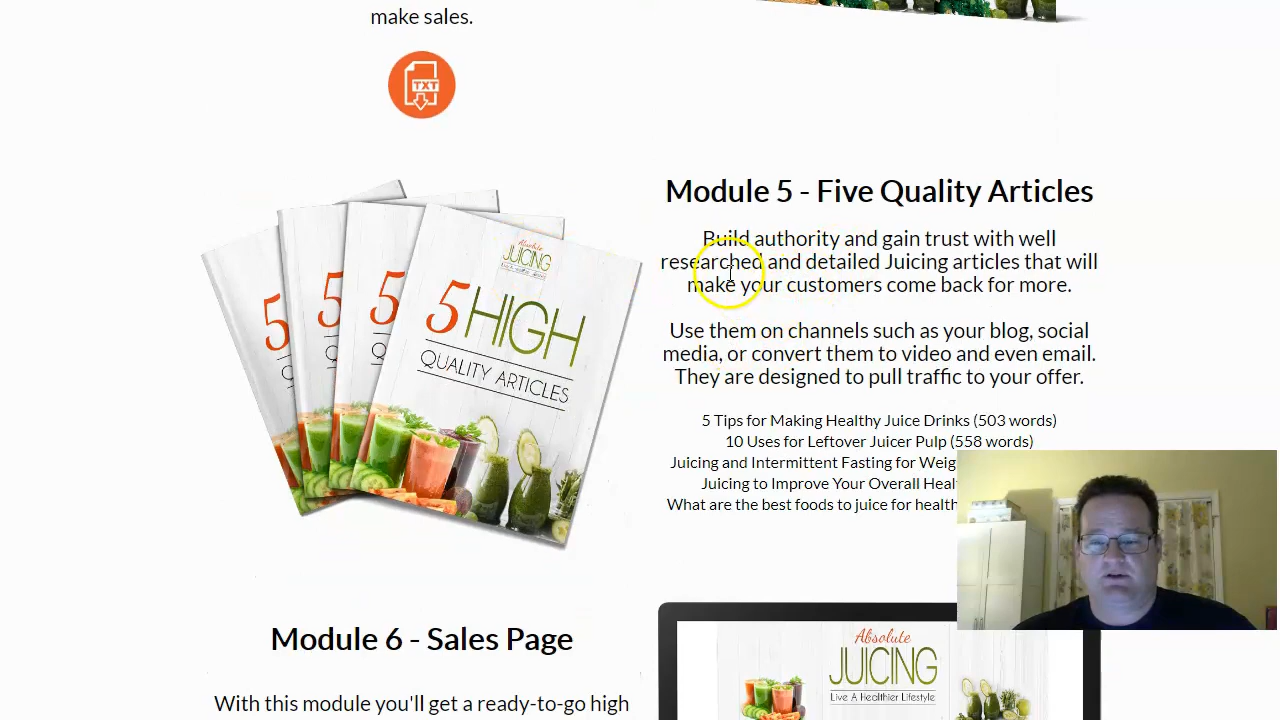 make sales.
TXT
Module 5 - Five Quality Articles
Build authority and gain trust with well
researched and detailed Juicing articles that will
make your customers come back for more.
Use them on channels such as your blog, social
media, or convert them to video and even email.
They are designed to pull traffic to your offer.
5 Tips for Making Healthy Juice Drinks (503 words)
10 Uses for Leftover Juicer Pulp (558 words)
Juicing and Intermittent Fasting for
Juicing to Improve Your Overall
What are the best foods to juice for
Absolute
JUICING
5 HIGH
QUALITY ARTICLES
5
5
5
Module 6 - Sales Page
With this module you'll get a ready-to-go high
Absolute
JUICING
Live A Healthier Lifestyle